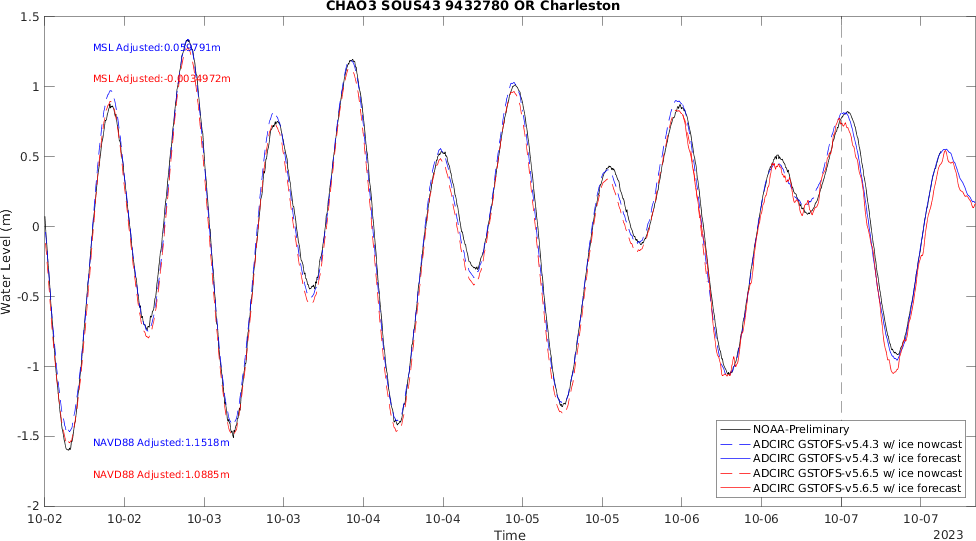 CHAO3 SOUS43 9432780 OR Charleston
1.5
MSL Adjusted:0.059791m
MSL Adjusted:-0.0034972m
1
0.5
0
-0.5
-1
-1.5
-2
Water Level (m)
NAVD88 Adjusted:1.1518m
NAVD88 Adjusted:1.0885m
NOAA-Preliminary
ADCIRC GSTOFS-v5.4.3 w/ ice nowcast
ADCIRC GSTOFS-v5.4.3 w/ ice forecast
ADCIRC GSTOFS-v5.6.5 w/ ice nowcast
ADCIRC GSTOFS-v5.6.5 w/ ice forecast
10-02 10-02 10-03 10-03 10-04 10-04 10-05 10-05 10-06 10-06 10-07 10-07
Time
2023